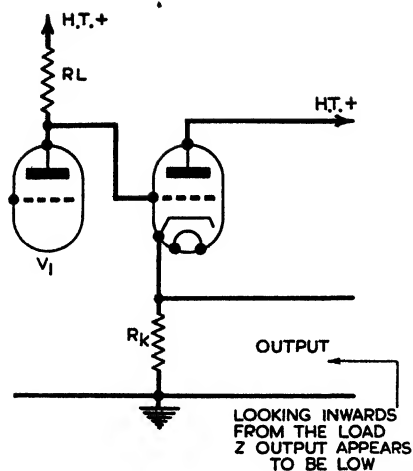 H.T.+
RL
H.T.+
V1
Rk
OUTPUT
LOOKING INWARDS
FROM THE LOAD
Z OUTPUT APPEARS
TO BE LOW